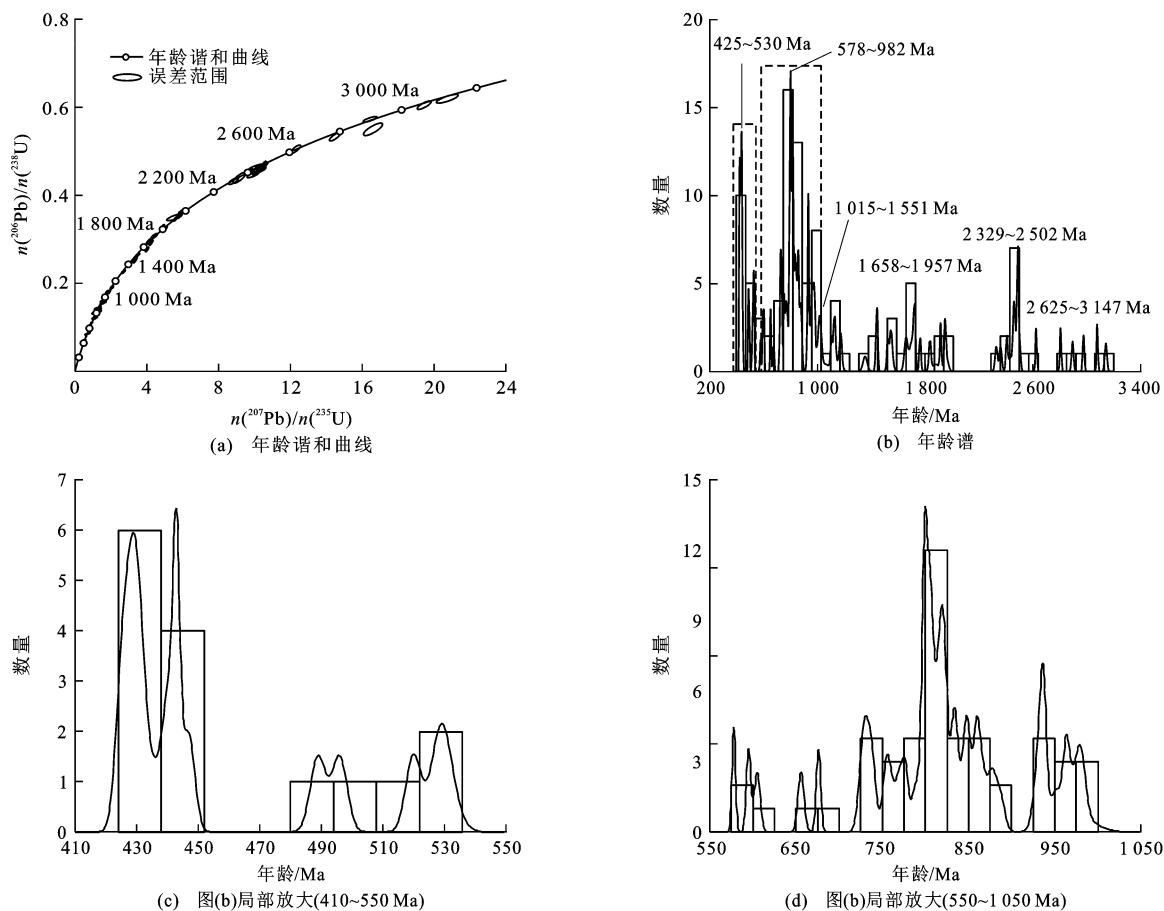 0.8
0.6
0.4
0.2
0
4
8
12
16
20
24
年龄谐和曲线
误差范围
3 000 Ma
2 600 Ma
2 200 Ma
1 800 Ma
1 400 Ma
1 000 Ma
n(²⁰⁶Pb)/n(²³⁸U)
n(²⁰⁷Pb)/n(²³⁵U)
(a) 年龄谐和曲线
20
15
10
5
0
200
1 000
1 800
2 600
3 400
425~530 Ma
578~982 Ma
1 015~1 551 Ma
1 658~1 957 Ma
2 329~2 502 Ma
2 625~3 147 Ma
数量
年龄/Ma
(b) 年龄谱
7
6
5
4
3
2
1
0
410
430
450
470
490
510
530
550
数量
年龄/Ma
(c) 图(b)局部放大(410~550 Ma)
15
12
9
6
3
0
550
650
750
850
950
1 050
数量
年龄/Ma
(d) 图(b)局部放大(550~1 050 Ma)